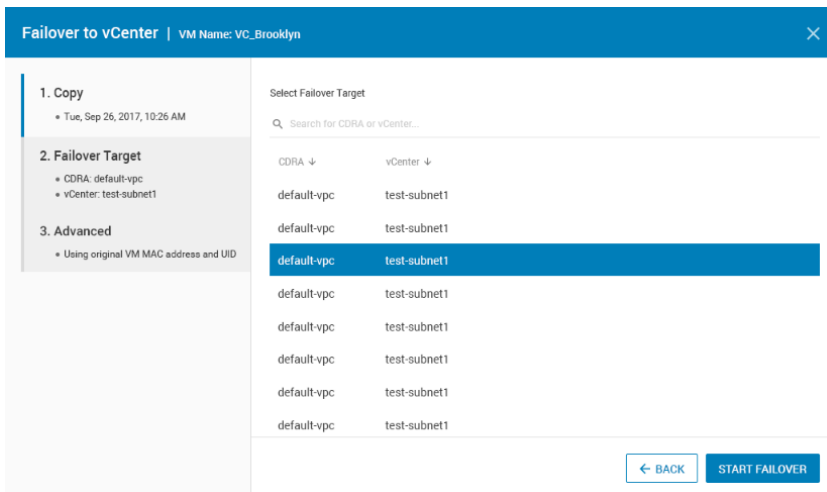 Failover to vCenter | VM Name: VC_Brooklyn
1. Copy
• Tue, Sep 26, 2017, 10:26 AM
2. Failover Target
• CDRA: default-vpc
• vCenter: test-subnet1
3. Advanced
• Using original VM MAC address and UID
Select Failover Target
Search for CDRA or vCenter...
CDRA ↓ vCenter ↓
default-vpc test-subnet1
default-vpc test-subnet1
default-vpc test-subnet1
default-vpc test-subnet1
default-vpc test-subnet1
default-vpc test-subnet1
default-vpc test-subnet1
default-vpc test-subnet1
← BACK START FAILOVER